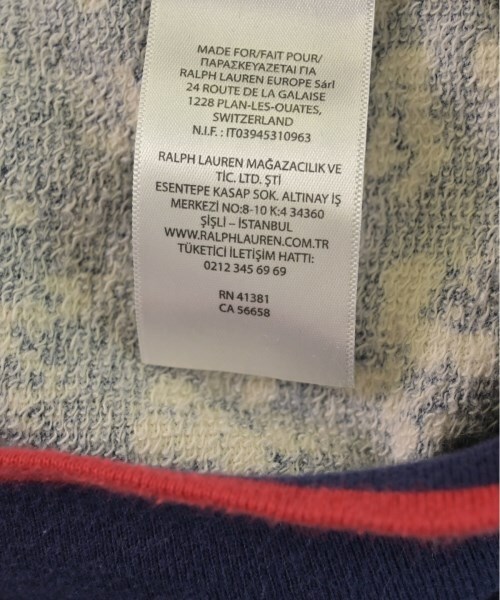 MADE FOR/FAIT POUR/
ΠΑΡΑΣΚΕΥΑΖΕΤΑΙ ΓΙΑ
RALPH LAUREN EUROPE Sárl
24 ROUTE DE LA GALAISE
1228 PLAN-LES-OUATES,
SWITZERLAND
N.I.F. : IT03945310963
RALPH LAUREN MAĞAZACILIK VE
TİC. LTD. ŞTİ
ESENTEPE KASAP SOK. ALTINAY İŞ
MERKEZİ NO:8-10 K:4 34360
ŞİŞLİ – İSTANBUL
WWW.RALPHLAUREN.COM.TR
TÜKETİCİ İLETİŞİM HATTI:
0212 345 69 69
RN 41381
CA 56658